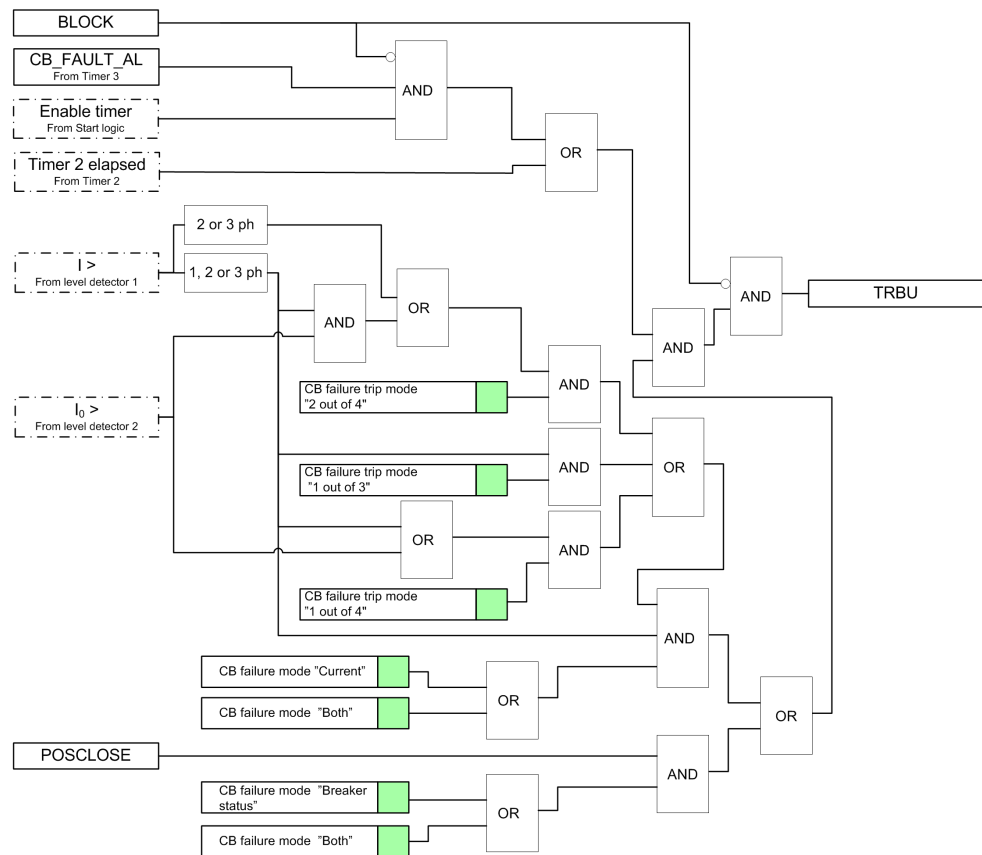 BLOCK
CB_FAULT_AL
From Timer 3
AND
Enable timer
From Start logic
OR
Timer 2 elapsed
From Timer 2
2 or 3 ph
I >
From level detector 1
1, 2 or 3 ph
AND
OR
AND
TRBU
AND
CB failure trip mode
"2 out of 4"
AND
I₀ >
From level detector 2
CB failure trip mode
"1 out of 3"
AND
OR
OR
AND
CB failure trip mode
"1 out of 4"
AND
CB failure mode "Current"
OR
CB failure mode "Both"
OR
POSCLOSE
AND
CB failure mode "Breaker
status"
OR
CB failure mode "Both"